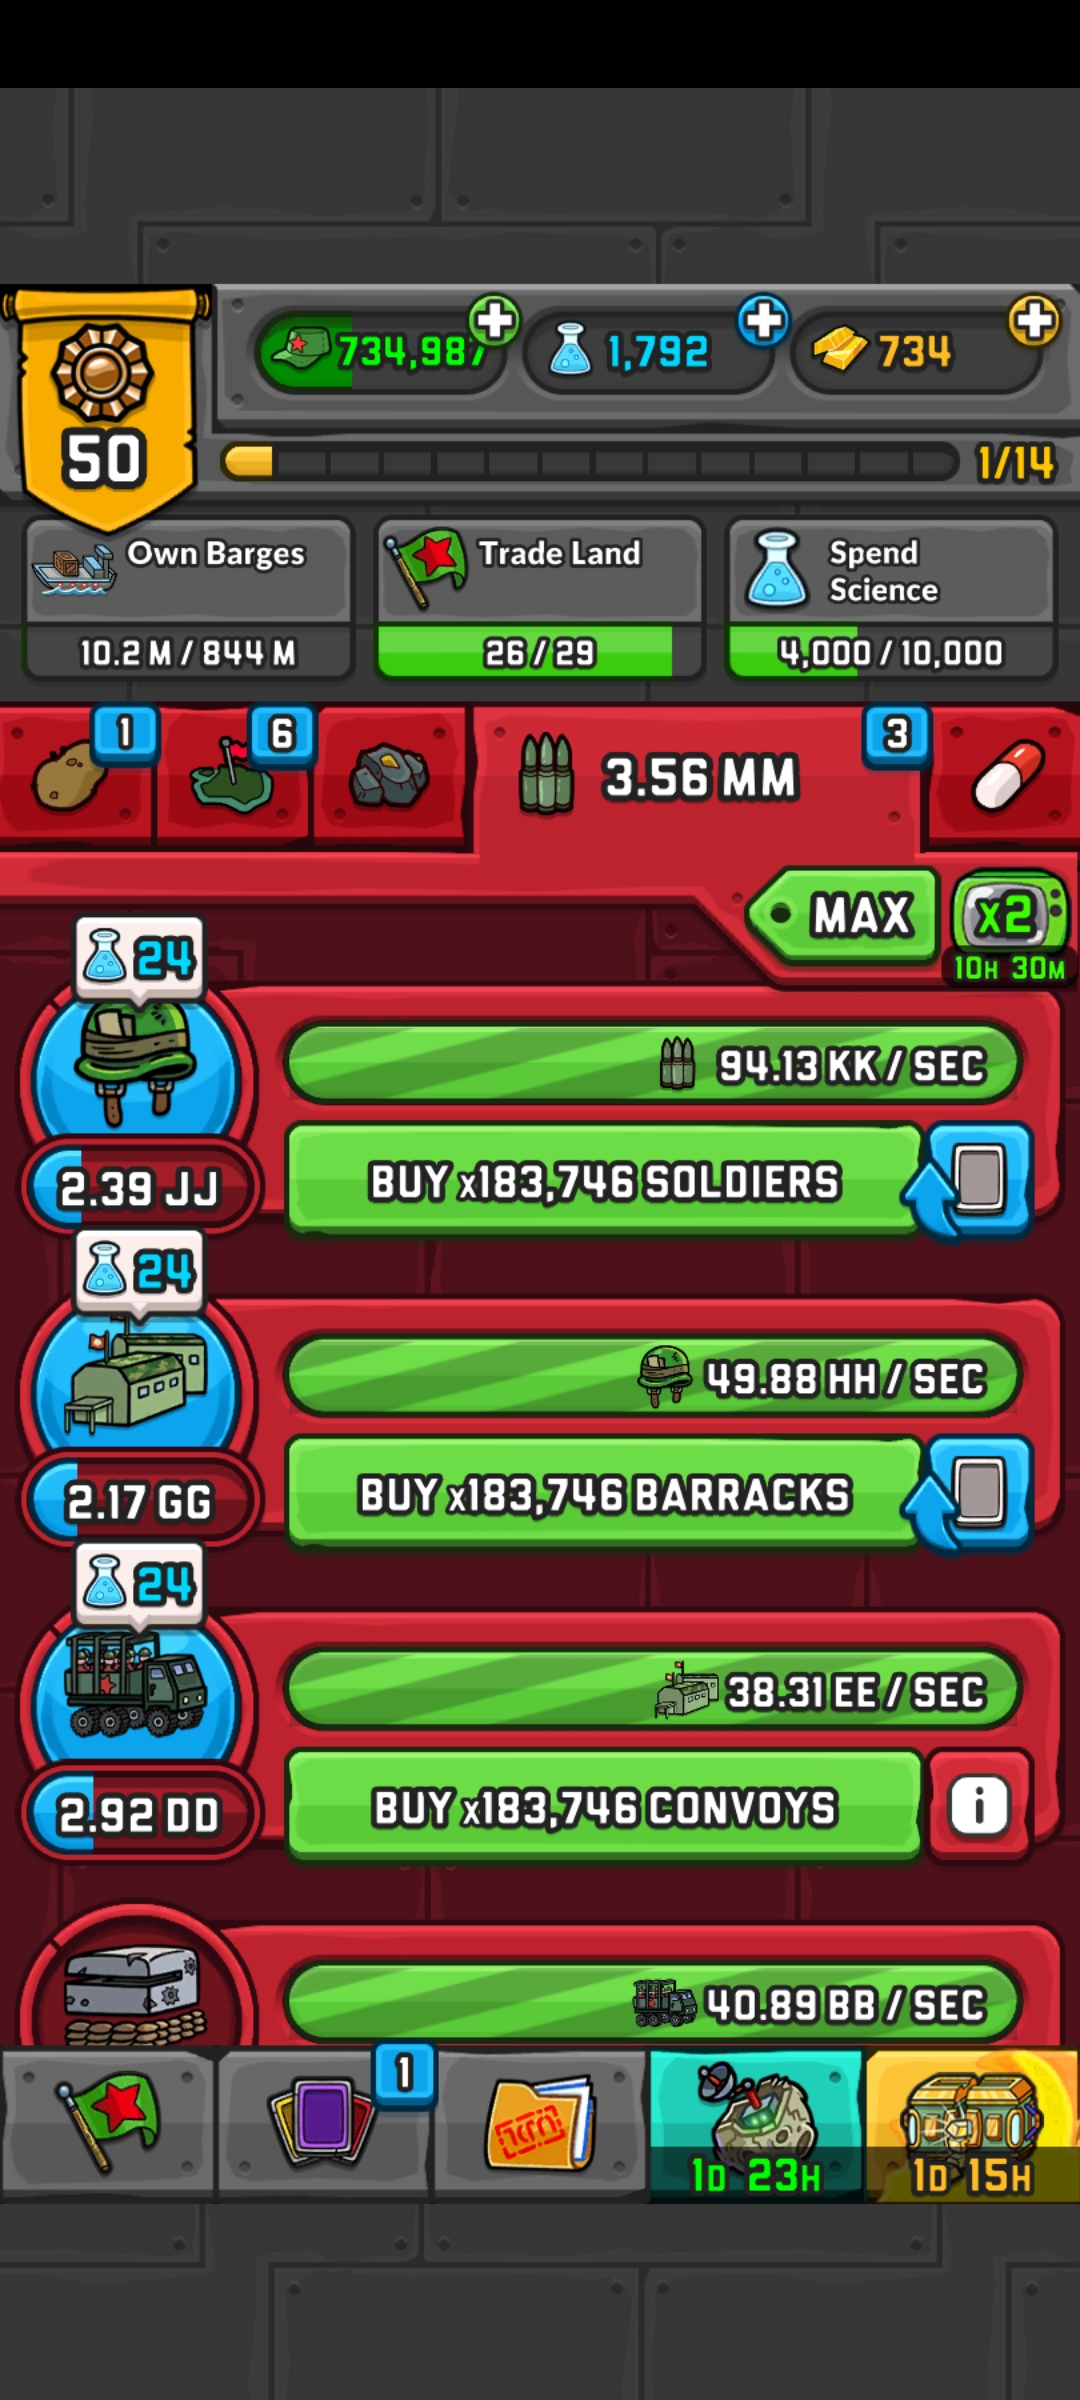 734,987
1,792
734
50
1/14
Own Barges
10.2 M / 844 M
Trade Land
26 / 29
Spend
Science
4,000 / 10,000
1
6
3.56 MM
3
MAX
x2
10H 30M
24
94.13 KK / SEC
2.39 JJ
BUY x183,746 SOLDIERS
24
49.88 HH / SEC
2.17 GG
BUY x183,746 BARRACKS
24
38.31 EE / SEC
2.92 DD
BUY x183,746 CONVOYS
i
40.89 BB / SEC
1
1D 23H
1D 15H